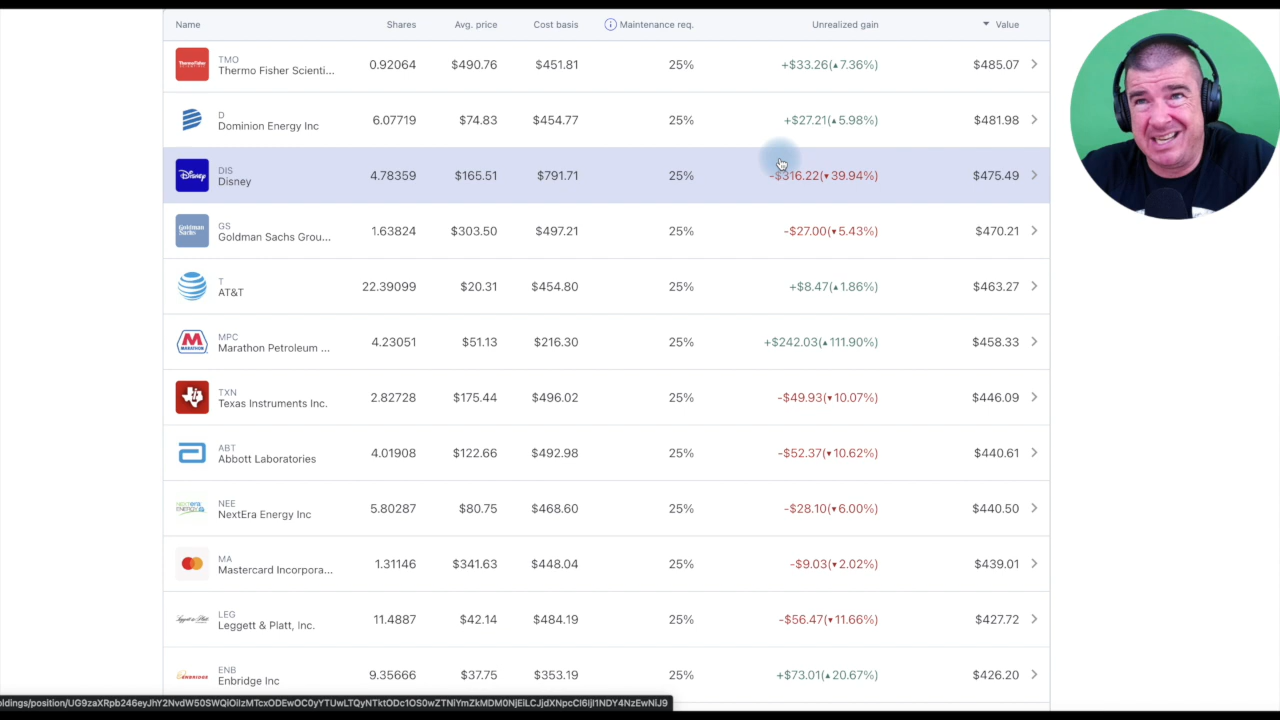 Name Shares Avg. price Cost basis Maintenance req. Unrealized gain Value
TMO
Thermo Fisher Scienti... 0.92064 $490.76 $451.81 25% +$33.26(▲7.36%) $485.07
D
Dominion Energy Inc 6.07719 $74.83 $454.77 25% +$27.21(▲5.98%) $481.98
Disney DIS
Disney 4.78359 $165.51 $791.71 25% -$316.22(▼39.94%) $475.49
Goldman
Sachs GS
Goldman Sachs Grou... 1.63824 $303.50 $497.21 25% -$27.00(▼5.43%) $470.21
T
AT&T 22.39099 $20.31 $454.80 25% +$8.47(▲1.86%) $463.27
MPC
MARATHON Marathon Petroleum ... 4.23051 $51.13 $216.30 25% +$242.03(▲111.90%) $458.33
TXN
Texas Instruments Inc. 2.82728 $175.44 $496.02 25% -$49.93(▼10.07%) $446.09
ABT
Abbott Laboratories 4.01908 $122.66 $492.98 25% -$52.37(▼10.62%) $440.61
NEE
NextEra Energy Inc 5.80287 $80.75 $468.60 25% -$28.10(▼6.00%) $440.50
MA
Mastercard Incorpora... 1.31146 $341.63 $448.04 25% -$9.03(▼2.02%) $439.01
LEG
Leggett & Platt, Inc. 11.4887 $42.14 $484.19 25% -$56.47(▼11.66%) $427.72
ENB
ENBRIDGE Enbridge Inc 9.35666 $37.75 $353.19 25% +$73.01(▲20.67%) $426.20